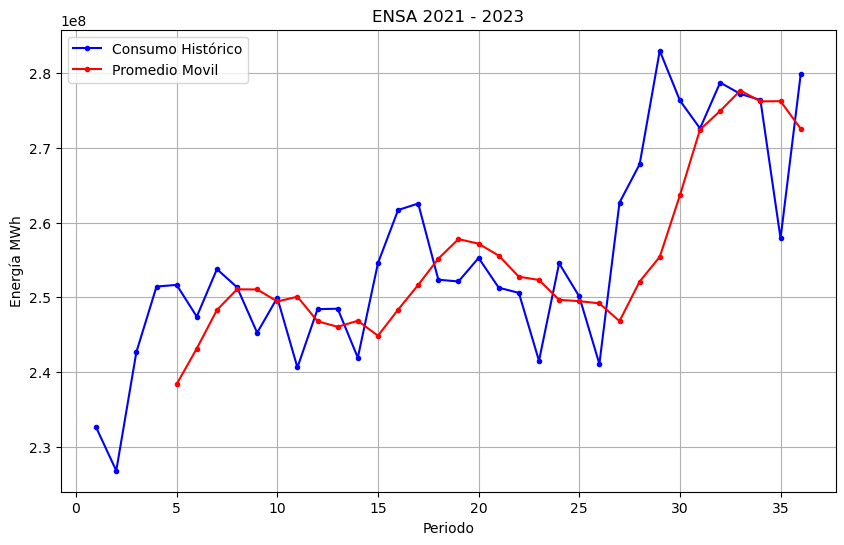 ENSA 2021 - 2023
1e8
Consumo Histórico
Promedio Movil
2.8
2.7
2.6
2.5
2.4
2.3
Energía MWh
0 5 10 15 20 25 30 35
Periodo